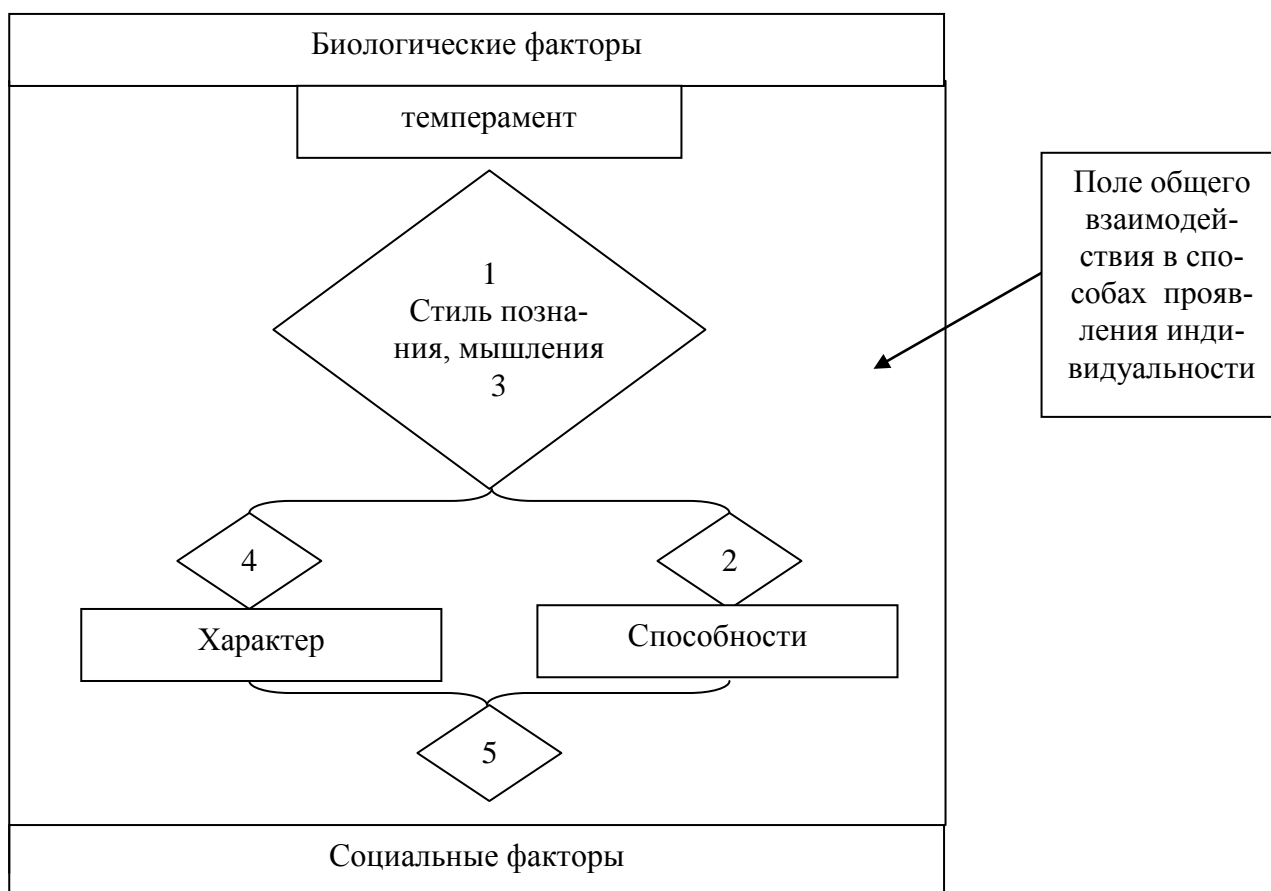 Биологические факторы
темперамент
1
Стиль позна-
ния, мышления
3
Поле общего
взаимодей-
ствия в спо-
собах прояв-
ления инди-
видуальности
4
2
Характер
Способности
5
Социальные факторы